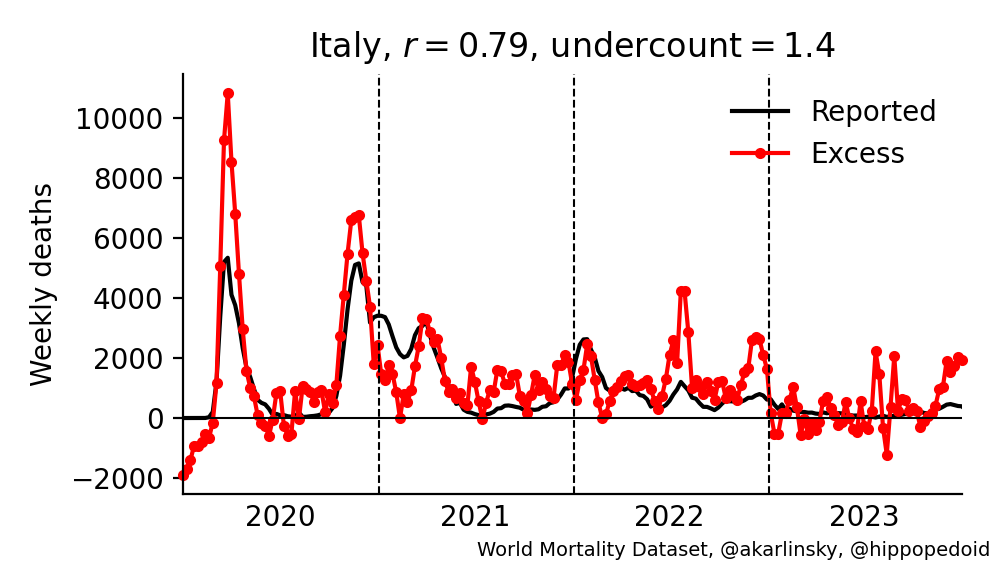 Italy, r = 0.79, undercount = 1.4
Reported
Excess
Weekly deaths
10000
8000
6000
4000
2000
0
−2000
2020 2021 2022 2023
World Mortality Dataset, @akarlinsky, @hippopedoid